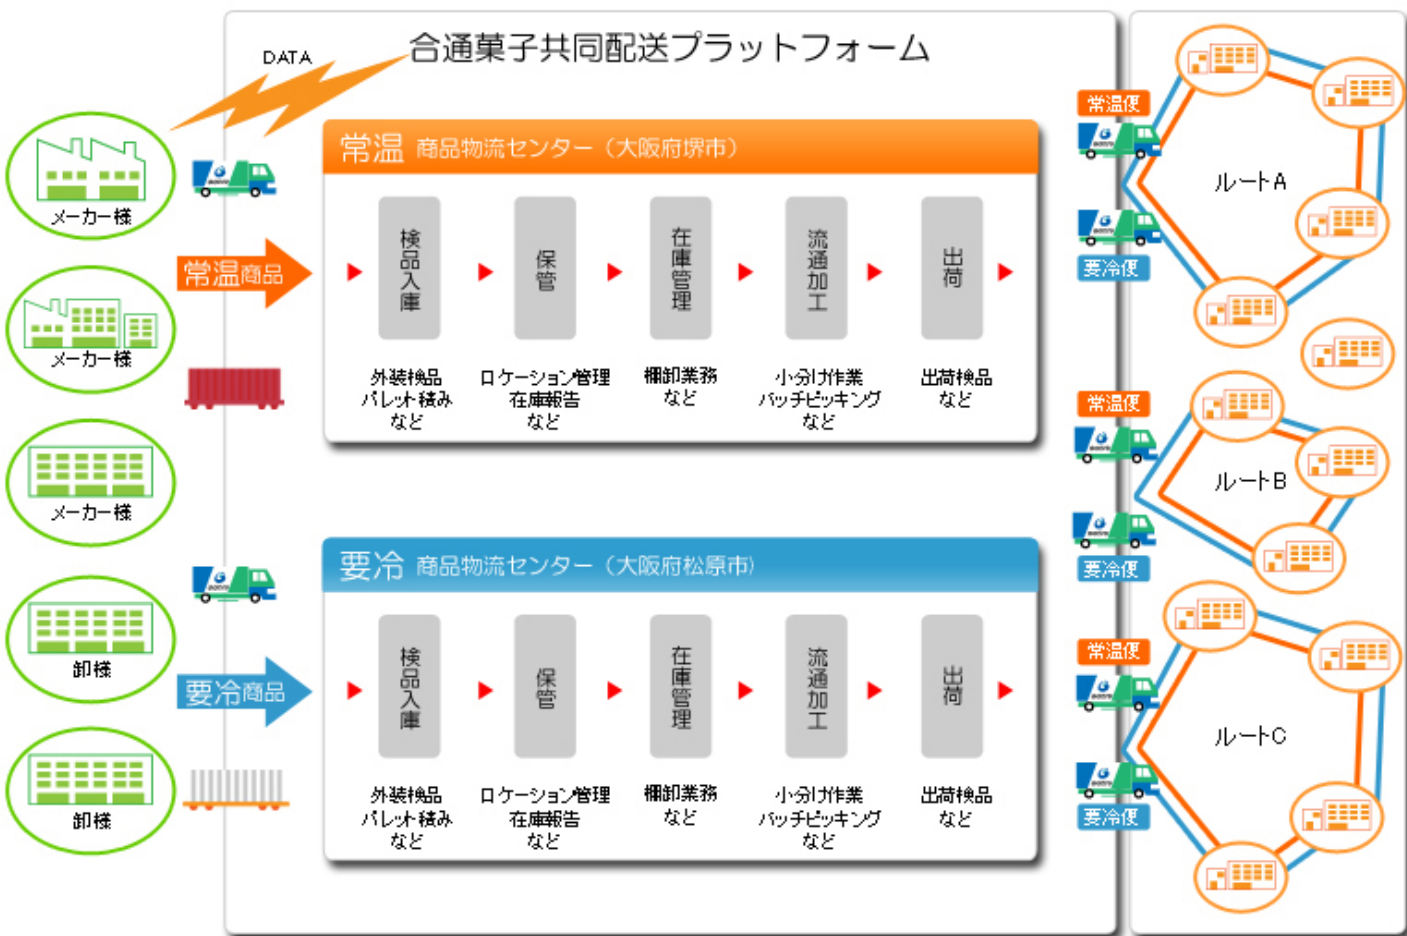 合通菓子共同配送プラットフォーム
DATA
メーカー様
メーカー様
メーカー様
卸様
卸様
常温商品
要冷商品
常温 商品物流センター（大阪府堺市）
検品入庫
保管
在庫管理
流通加工
出荷
外装検品
パレット積み
など
ロケーション管理
在庫報告
など
棚卸業務
など
小分け作業
バッチピッキング
など
出荷検品
など
要冷 商品物流センター（大阪府松原市）
検品入庫
保管
在庫管理
流通加工
出荷
外装検品
パレット積み
など
ロケーション管理
在庫報告
など
棚卸業務
など
小分け作業
バッチピッキング
など
出荷検品
など
常温便
要冷便
ルートA
常温便
要冷便
ルートB
常温便
要冷便
ルートC